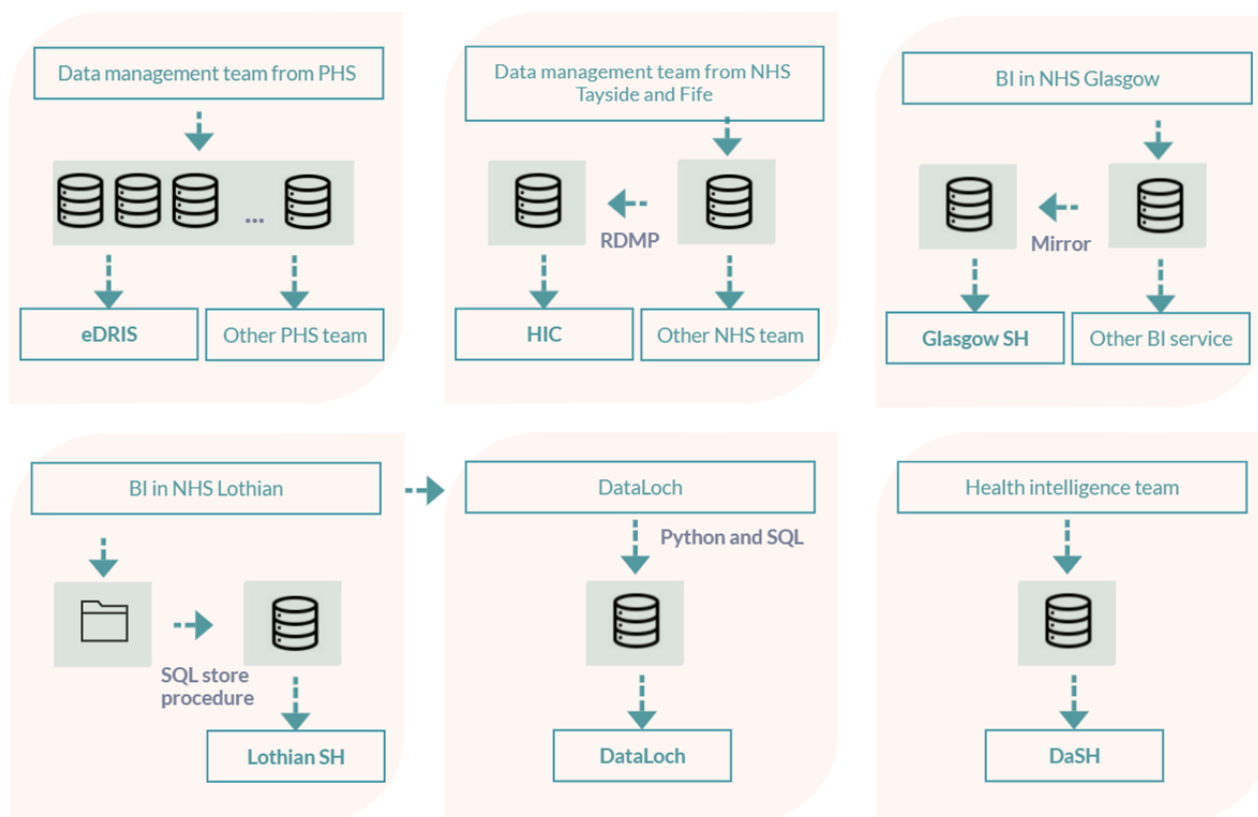 Data management team from PHS
...
eDRIS
Other PHS team
Data management team from NHS
Tayside and Fife
RDMP
HIC
Other NHS team
BI in NHS Glasgow
Mirror
Glasgow SH
Other BI service
BI in NHS Lothian
SQL store
procedure
Lothian SH
DataLoch
Python and SQL
DataLoch
Health intelligence team
DaSH